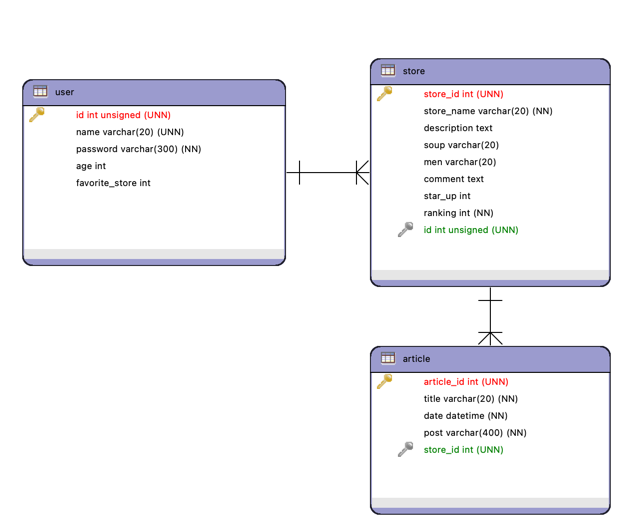 user
id int unsigned (UNN)
name varchar(20) (UNN)
password varchar(300) (NN)
age int
favorite_store int
store
store_id int (UNN)
store_name varchar(20) (NN)
description text
soup varchar(20)
men varchar(20)
comment text
star_up int
ranking int (NN)
id int unsigned (UNN)
article
article_id int (UNN)
title varchar(20) (NN)
date datetime (NN)
post varchar(400) (NN)
store_id int (UNN)